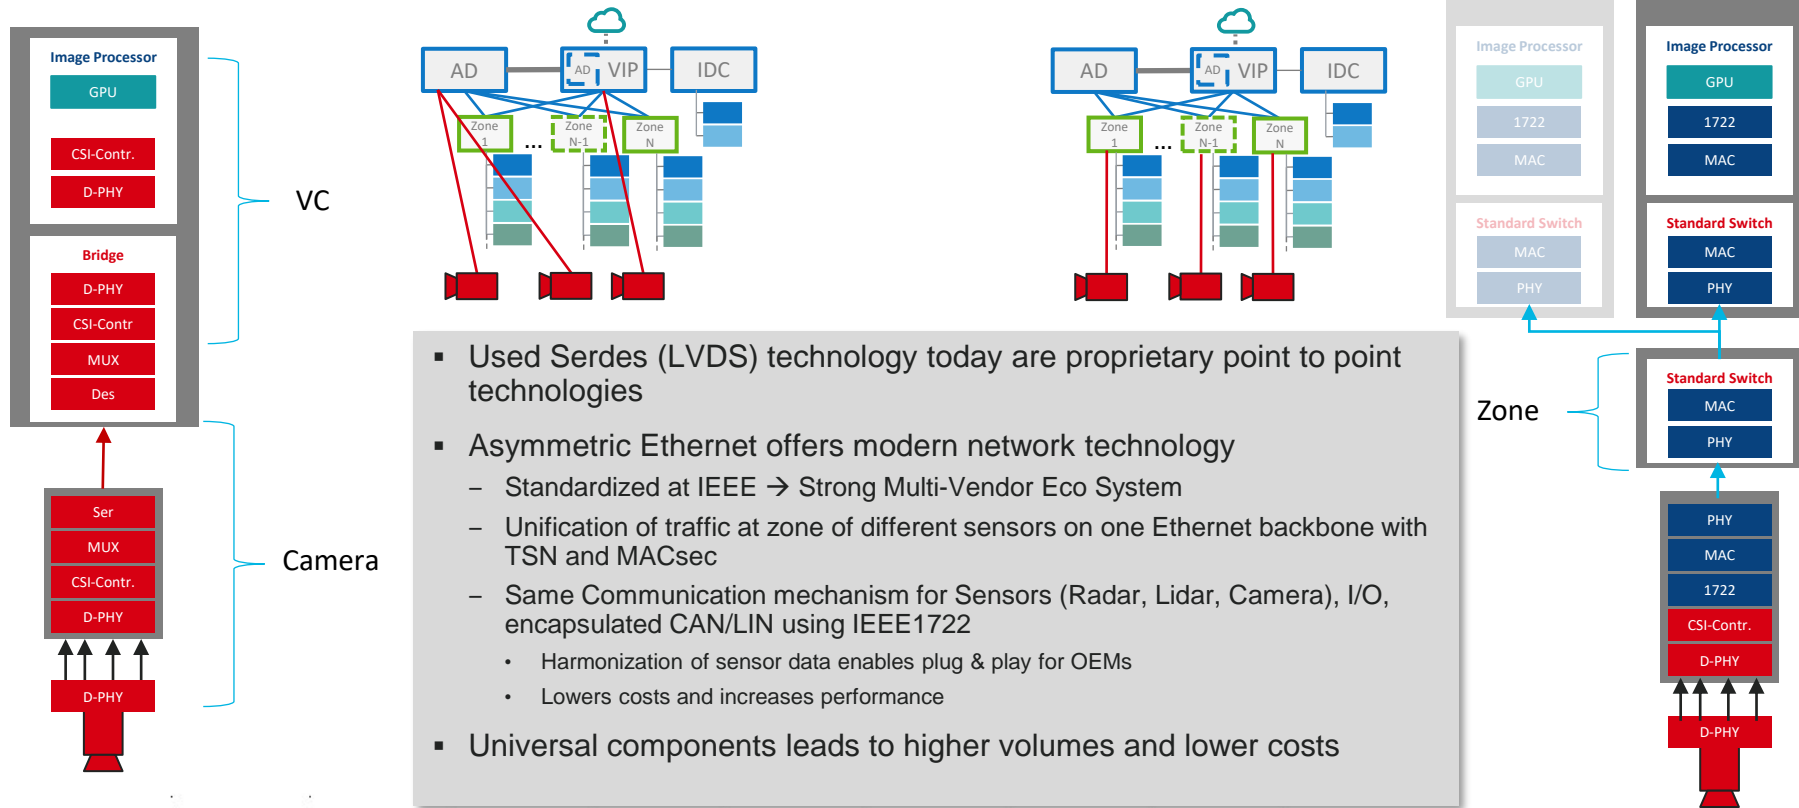 Image Processor
GPU
CSI-Contr.
D-PHY
VC
Bridge
D-PHY
CSI-Contr
MUX
Des
Ser
MUX
CSI-Contr.
D-PHY
Camera
D-PHY
AD
AD
VIP
IDC
Zone
1
...
Zone
N-1
Zone
N
AD
AD
VIP
IDC
Zone
1
...
Zone
N-1
Zone
N
▪ Used Serdes (LVDS) technology today are proprietary point to point
technologies
▪ Asymmetric Ethernet offers modern network technology
– Standardized at IEEE → Strong Multi-Vendor Eco System
– Unification of traffic at zone of different sensors on one Ethernet backbone with
TSN and MACsec
– Same Communication mechanism for Sensors (Radar, Lidar, Camera), I/O,
encapsulated CAN/LIN using IEEE1722
• Harmonization of sensor data enables plug & play for OEMs
• Lowers costs and increases performance
▪ Universal components leads to higher volumes and lower costs
Image Processor
GPU
1722
MAC
Standard Switch
MAC
PHY
Image Processor
GPU
1722
MAC
Standard Switch
MAC
PHY
Zone
Standard Switch
MAC
PHY
PHY
MAC
1722
CSI-Contr.
D-PHY
D-PHY